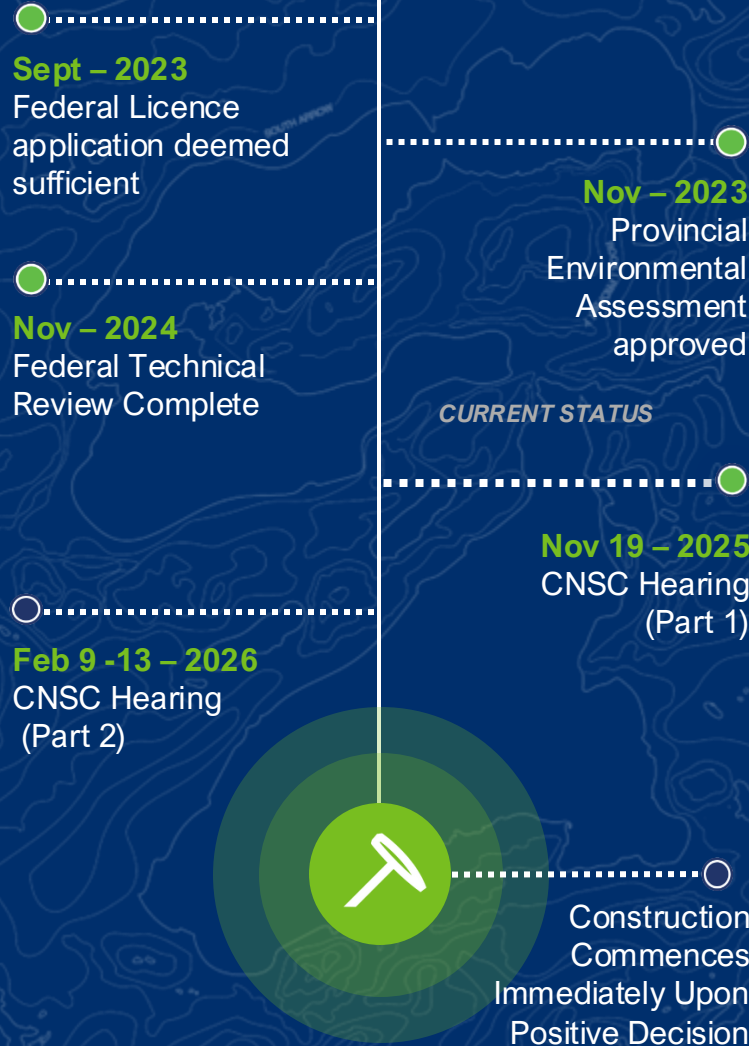 Sept – 2023
Federal Licence
application deemed
sufficient
SOUTH ARROW
Nov – 2023
Provincial
Environmental
Assessment
approved
Nov – 2024
Federal Technical
Review Complete
CURRENT STATUS
Nov 19 – 2025
CNSC Hearing
(Part 1)
Feb 9 -13 – 2026
CNSC Hearing
(Part 2)
Construction
Commences
Immediately Upon
Positive Decision